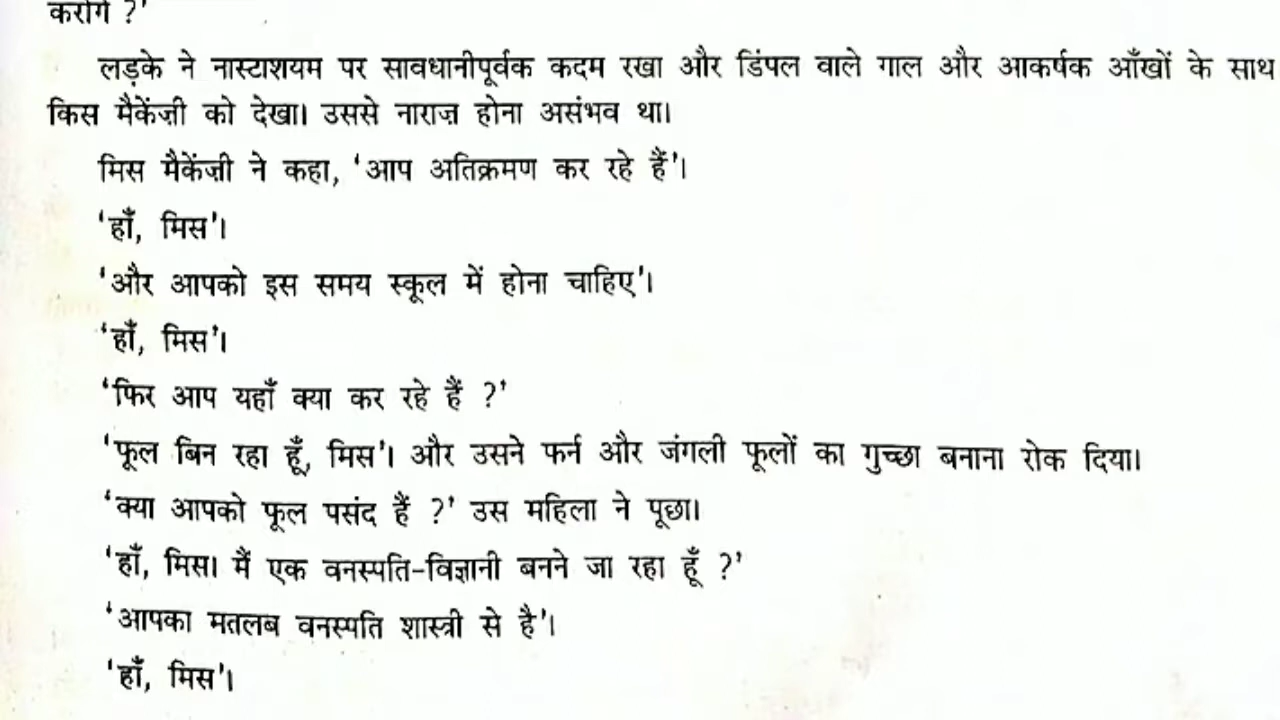 करोगे ?'
लड़के ने नास्टाशयम पर सावधानीपूर्वक कदम रखा और डिंपल वाले गाल और आकर्षक आँखों के साथ
किस मैकेंज़ी को देखा। उससे नाराज़ होना असंभव था।
मिस मैकेंज़ी ने कहा, ‘आप अतिक्रमण कर रहे हैं’।
‘हाँ, मिस’।
‘और आपको इस समय स्कूल में होना चाहिए’।
‘हाँ, मिस’।
‘फिर आप यहाँ क्या कर रहे हैं ?’
‘फूल बिन रहा हूँ, मिस’। और उसने फर्न और जंगली फूलों का गुच्छा बनाना रोक दिया।
‘क्या आपको फूल पसंद हैं ?’ उस महिला ने पूछा।
‘हाँ, मिस। मैं एक वनस्पति-विज्ञानी बनने जा रहा हूँ ?’
‘आपका मतलब वनस्पति शास्त्री से है’।
‘हाँ, मिस’।